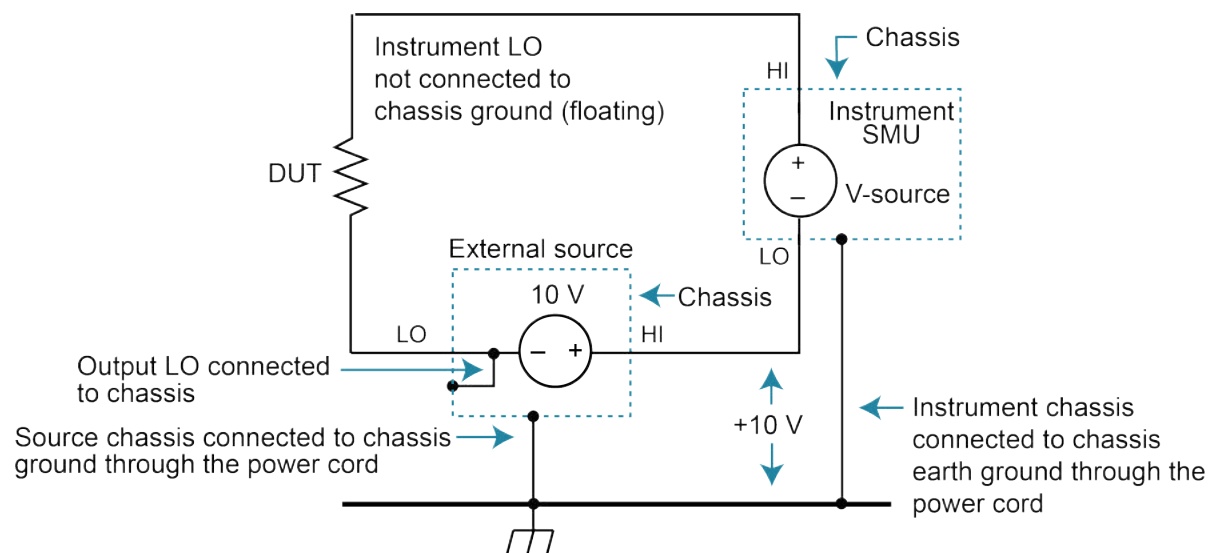 Instrument LO
not connected to
chassis ground (floating)
Chassis
HI
Instrument
SMU
+
−
V-source
LO
DUT
External source
10 V
Chassis
LO
−
+
HI
Output LO connected
to chassis
Source chassis connected to chassis
ground through the power cord
+10 V
Instrument chassis
connected to chassis
earth ground through the
power cord